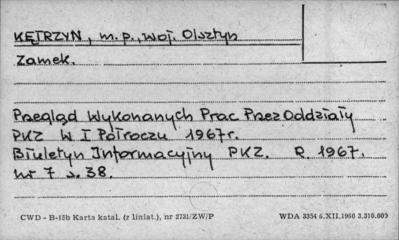 KĘTRZYN, m.p., woj. Olsztyn
Zamek.
Przegląd Wykonanych Prac Przez Oddziały
PKZ W I Półroczu 1967r.
Biuletyn Informacyjny PKZ. R. 1967.
nr 7 s. 38.
CWD - B-15b Karta katal. (z liniat.), nr 2731/ZW/P WDA 3354 6.XII.1960 3,310.000